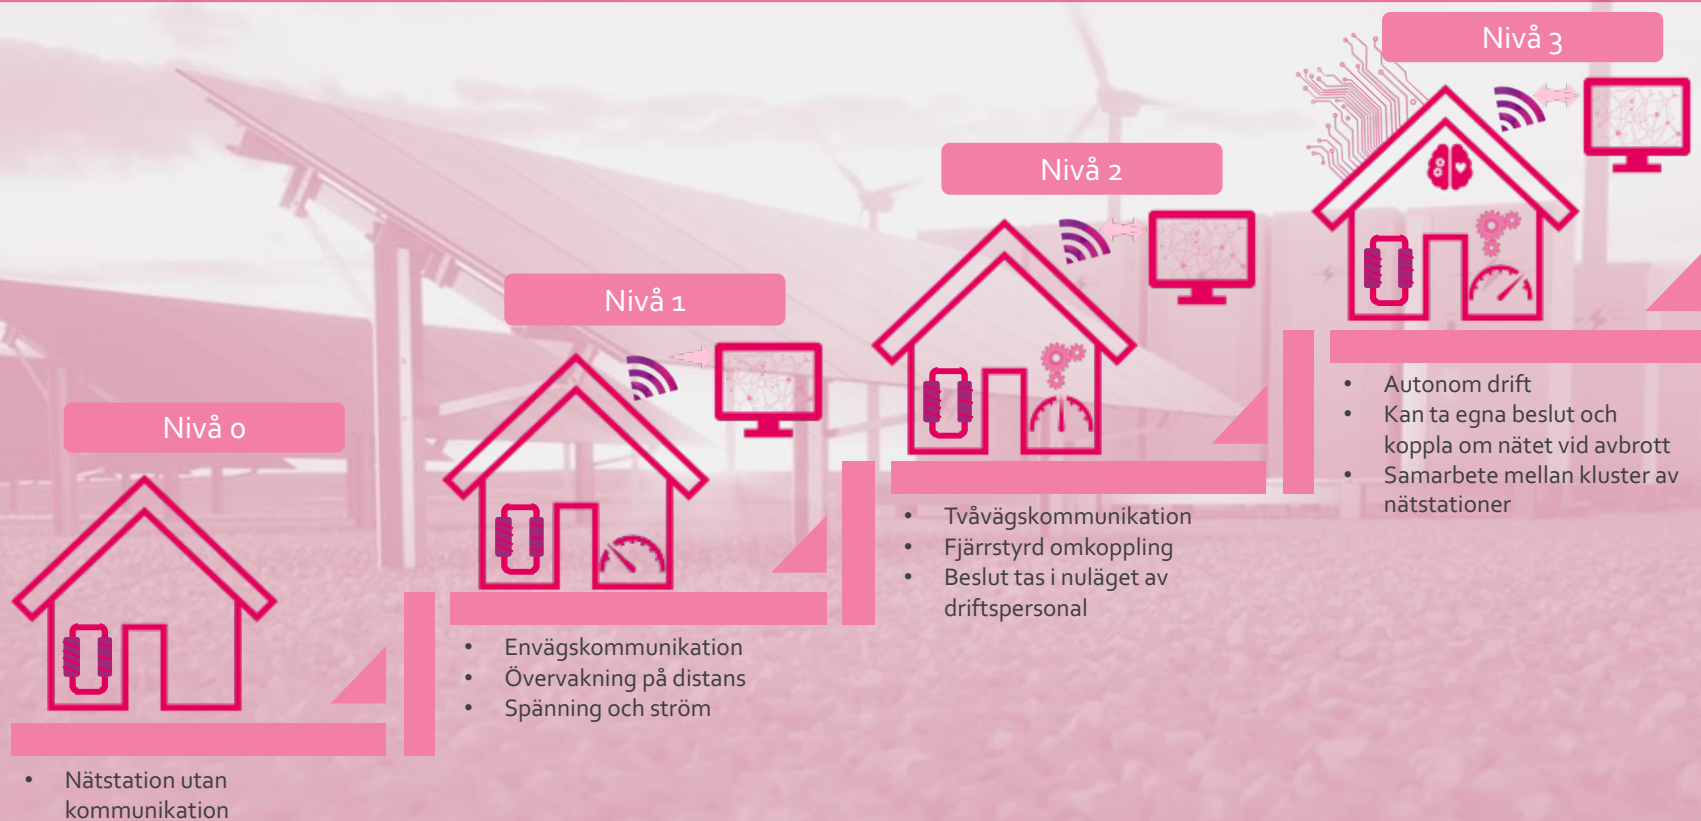 Nivå 0
• Nätstation utan
kommunikation
Nivå 1
• Envägskommunikation
• Övervakning på distans
• Spänning och ström
Nivå 2
• Tvåvägskommunikation
• Fjärrstyrd omkoppling
• Beslut tas i nuläget av
driftspersonal
Nivå 3
• Autonom drift
• Kan ta egna beslut och
koppla om nätet vid avbrott
• Samarbete mellan kluster av
nätstationer